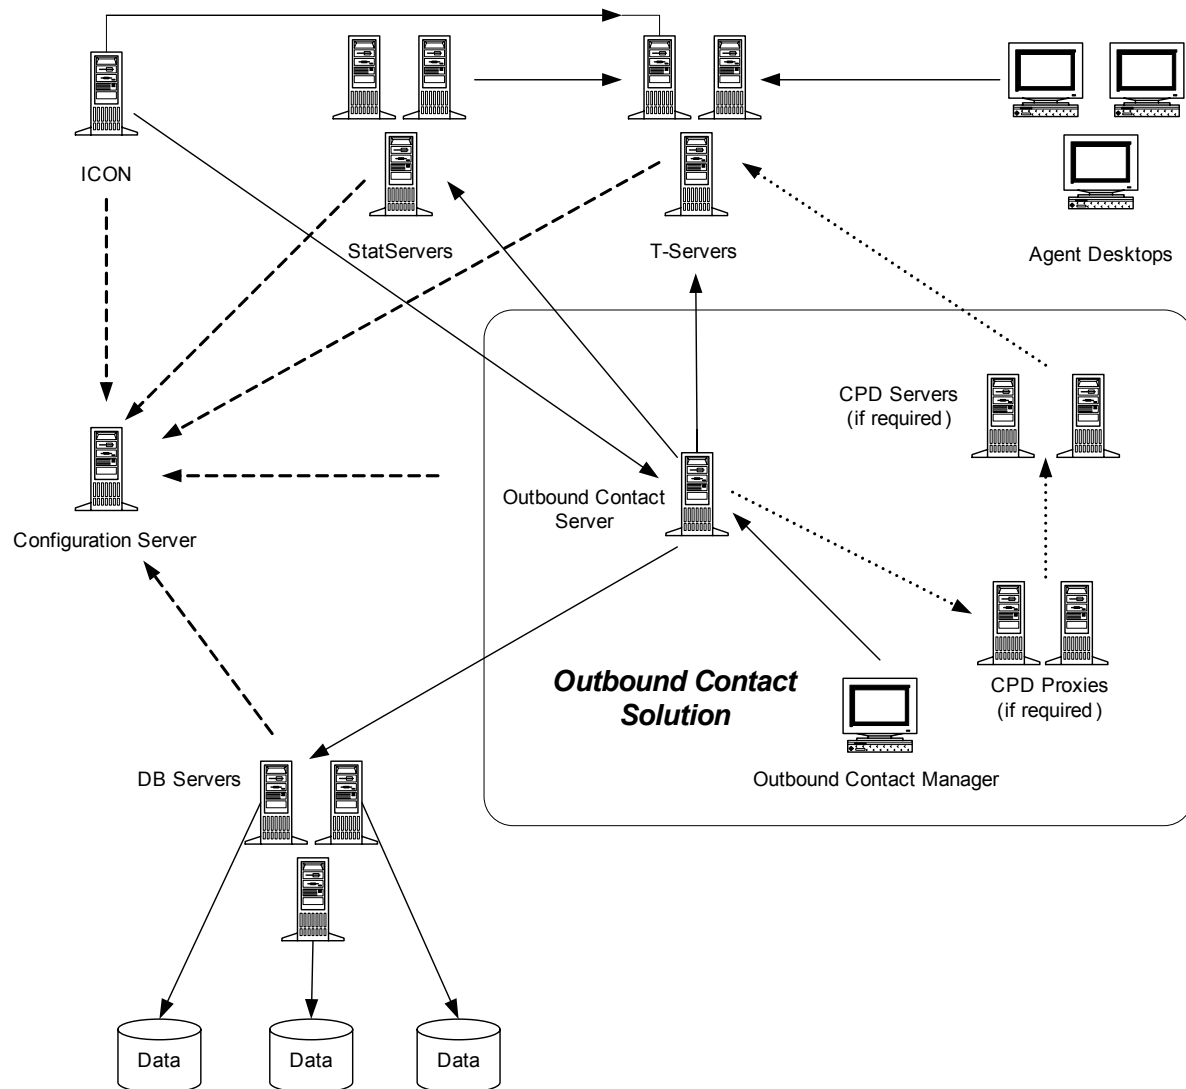 ICON
StatServers
T-Servers
Agent Desktops
CPD Servers
(if required)
Outbound Contact
Server
Configuration Server
CPD Proxies
(if required)
Outbound Contact
Solution
Outbound Contact Manager
DB Servers
Data
Data
Data